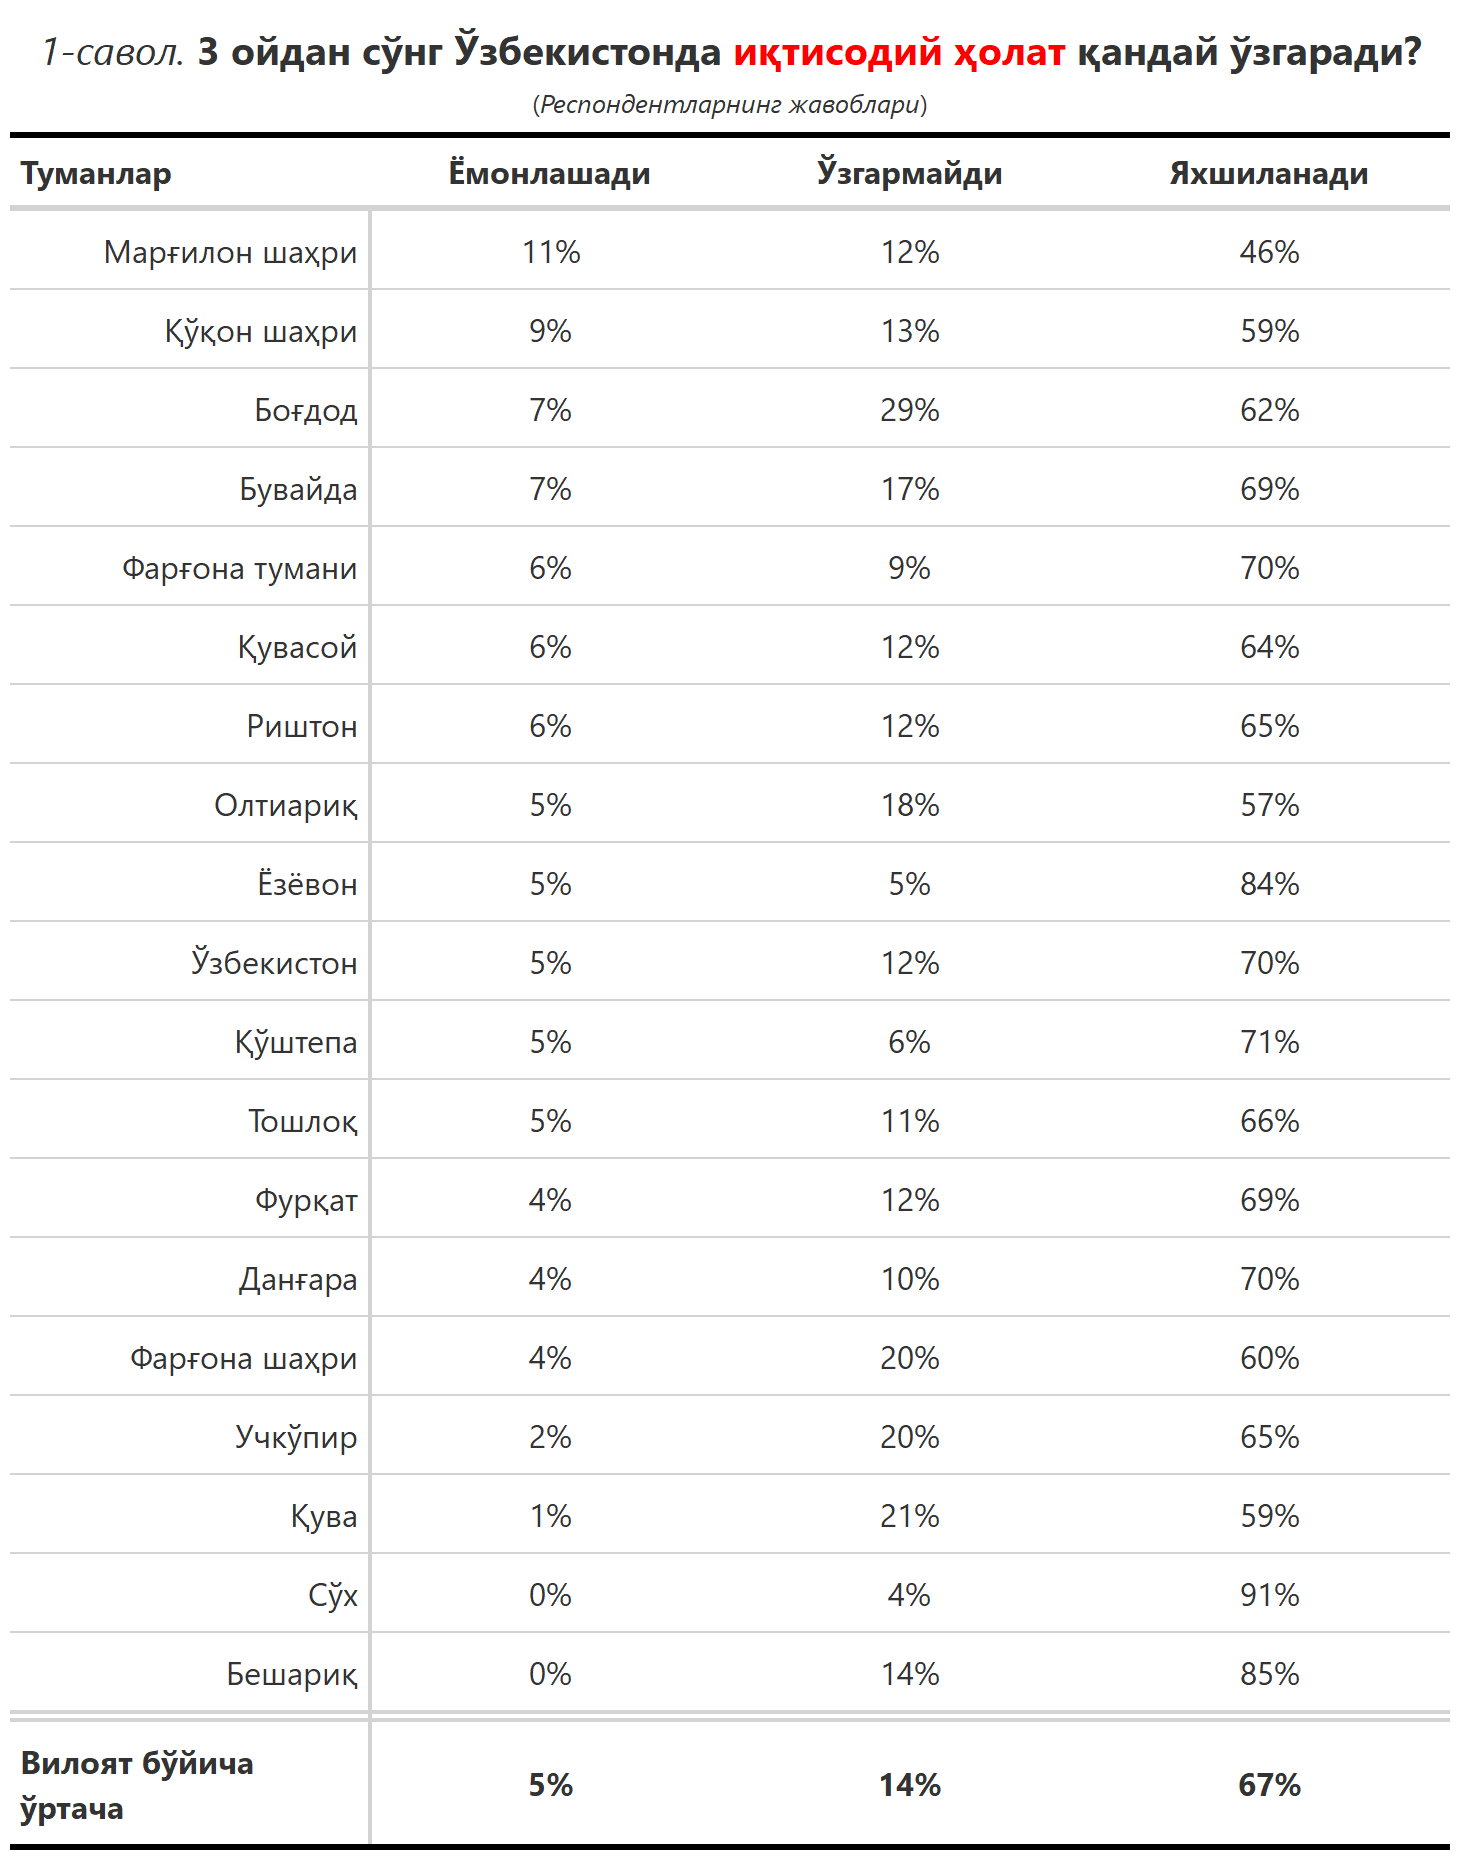 1-савол. 3 ойдан сўнг Ўзбекистонда иқтисодий ҳолат қандай ўзгаради?
(Респондентларнинг жавоблари)
Туманлар Ёмонлашади Ўзгармайди Яхшиланади
Марғилон шаҳри 11% 12% 46%
Қўқон шаҳри 9% 13% 59%
Боғдод 7% 29% 62%
Бувайда 7% 17% 69%
Фарғона тумани 6% 9% 70%
Қувасой 6% 12% 64%
Риштон 6% 12% 65%
Олтиариқ 5% 18% 57%
Ёзёвон 5% 5% 84%
Ўзбекистон 5% 12% 70%
Қўштепа 5% 6% 71%
Тошлоқ 5% 11% 66%
Фурқат 4% 12% 69%
Данғара 4% 10% 70%
Фарғона шаҳри 4% 20% 60%
Учкўпир 2% 20% 65%
Қува 1% 21% 59%
Сўх 0% 4% 91%
Бешариқ 0% 14% 85%
Вилоят бўйича
ўртача 5% 14% 67%